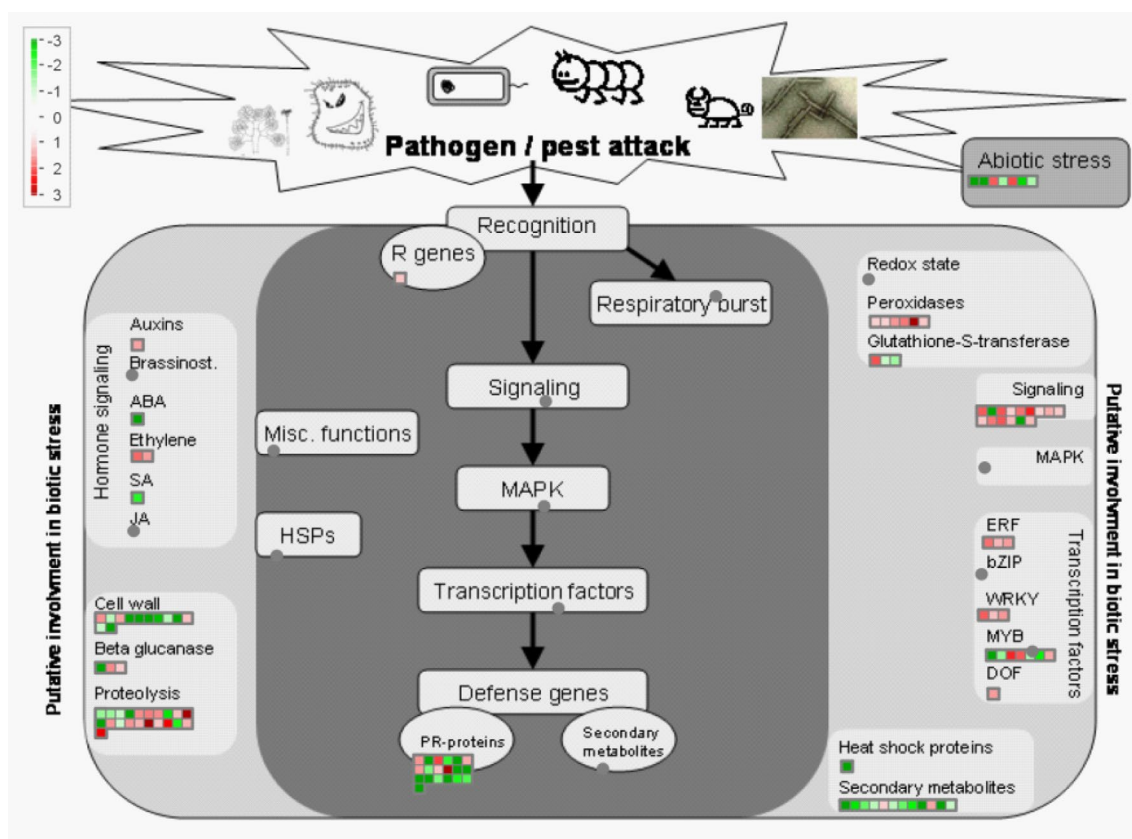 -3
-2
-1
0
1
2
3
Pathogen / pest attack
Abiotic stress
Recognition
R genes
Respiratory burst
Redox state
Peroxidases
Glutathione-S-transferase
Hormone signaling
Auxins
Brassinost.
ABA
Ethylene
SA
JA
Signaling
Misc. functions
MAPK
HSPs
Transcription factors
Defense genes
PR-proteins
Secondary
metabolites
Putative involvment in biotic stress
Cell wall
Beta glucanase
Proteolysis
Signaling
MAPK
ERF
bZIP
WRKY
MYB
DOF
Transcription factors
Putative involvment in biotic stress
Heat shock proteins
Secondary metabolites